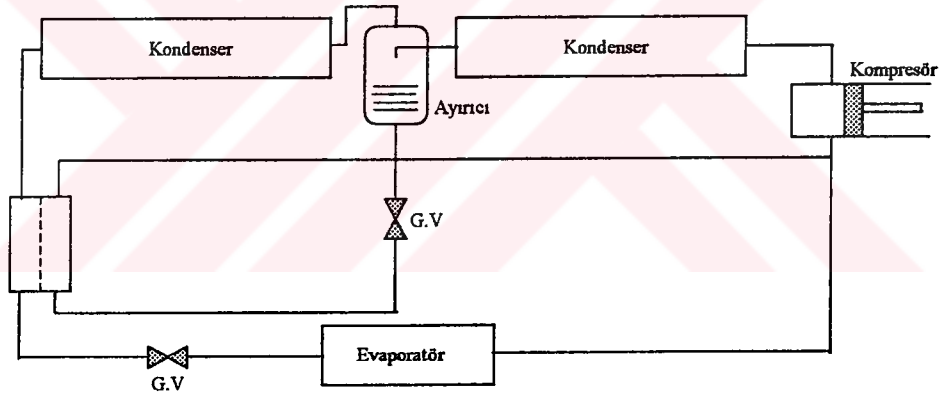 Kondenser
Kondenser
Kompresör
Ayırıcı
G.V
Evaporatör
G.V